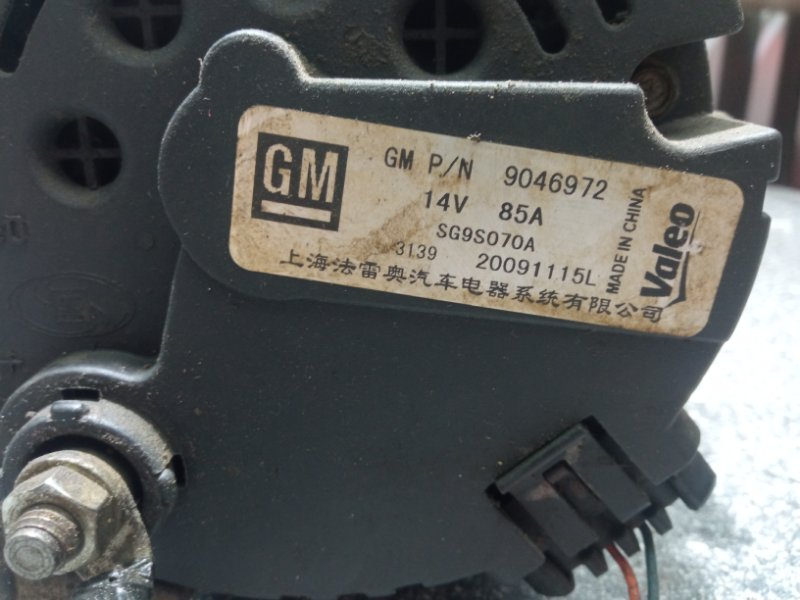 GM
GM P/N 9046972
14V 85A
SG9S070A
3139 20091115L
上海法雷奥汽车电器系统有限公司
MADE IN CHINA
Valeo